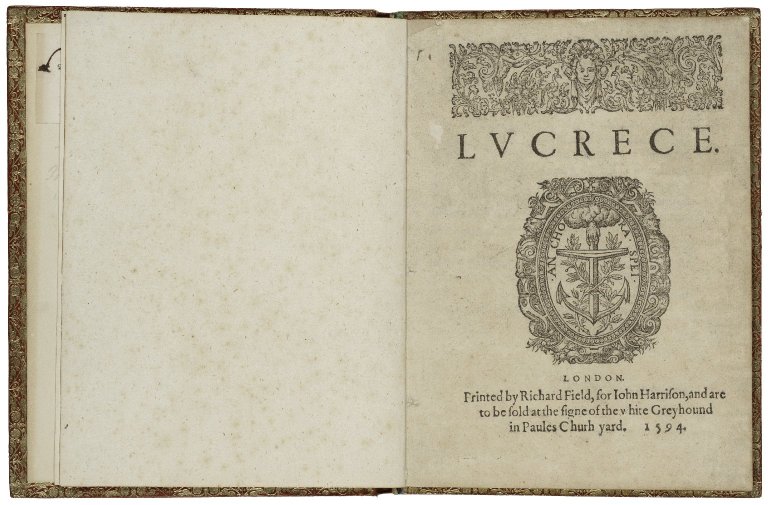 LVCRECE.
ANCHORA SPEI
LONDON.
Printed by Richard Field, for Iohn Harriſon, and are
to be ſold at the ſigne of the white Greyhound
in Paules Churh yard. 1594.